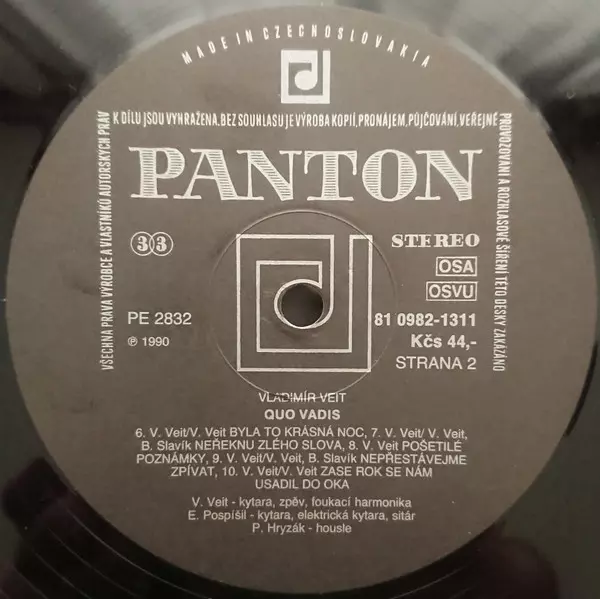 MADE IN CZECHOSLOVAKIA
VŠECHNA PRÁVA VÝROBCE A VLASTNÍKŮ AUTORSKÝCH PRÁV
K DÍLU JSOU VYHRAŽENA. BEZ SOUHLASU JE VÝROBA KOPIÍ, PRONÁJEM, PŮJČOVÁNÍ, VEŘEJNÉ
PROVOZOVÁNÍ A ROZHLASOVÉ ŠÍŘENÍ TÉTO DESKY ZAKÁZÁNO
PANTON
33
STEREO
OSA
OSVU
PE 2832
81 0982-1311
℗ 1990
Kčs 44,-
STRANA 2
VLADIMÍR VEIT
QUO VADIS
6. V. Veit/V. Veit BYLA TO KRÁSNÁ NOC, 7. V. Veit/ V. Veit,
B. Slavík NEŘEKNU ZLÉHO SLOVA, 8. V. Veit POŠETILÉ
POZNÁMKY, 9. V. Veit/V. Veit, B. Slavík NEPŘESTÁVEJME
ZPÍVAT, 10. V. Veit/V. Veit ZASE ROK SE NÁM
USADIL DO OKA
V. Veit - kytara, zpěv, foukací harmonika
E. Pospíšil - kytara, elektrická kytara, sitár
P. Hryzák - housle